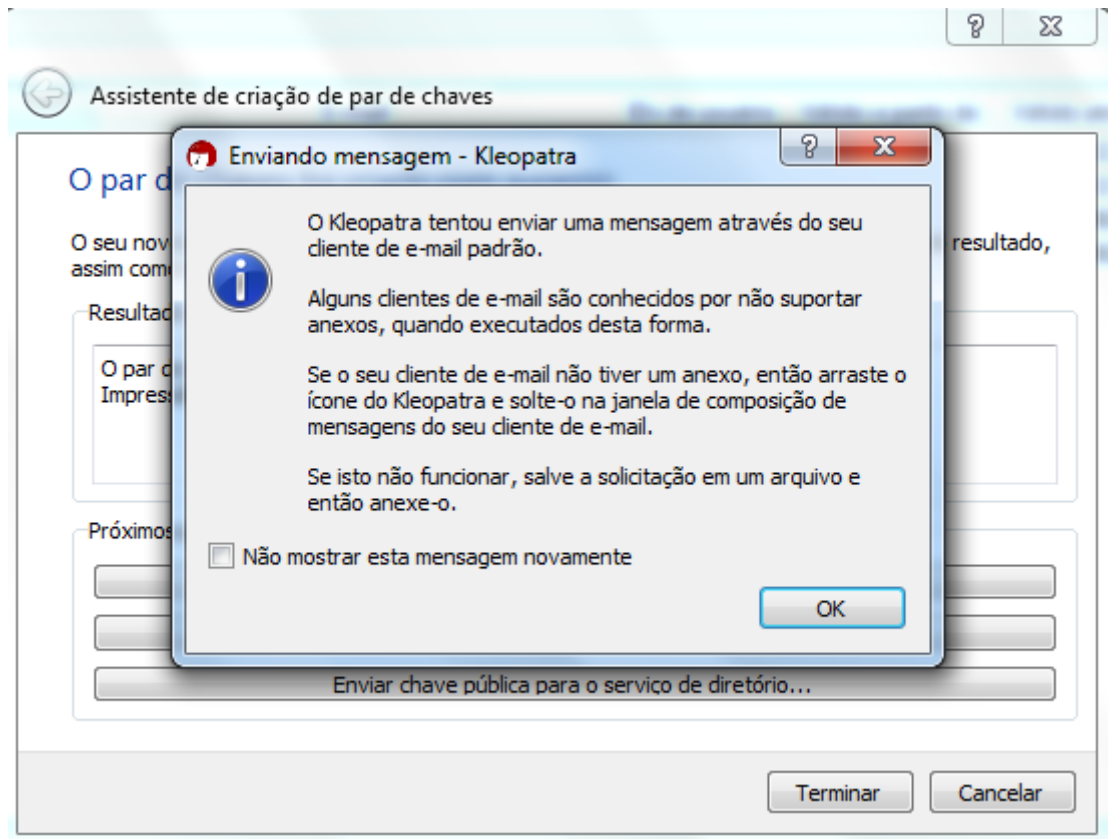 Assistente de criação de par de chaves
Enviando mensagem - Kleopatra
O par d
O seu nov
resultado,
assim com
Resultad
O par d
Impres
O Kleopatra tentou enviar uma mensagem através do seu
cliente de e-mail padrão.
Alguns clientes de e-mail são conhecidos por não suportar
anexos, quando executados desta forma.
Se o seu cliente de e-mail não tiver um anexo, então arraste o
ícone do Kleopatra e solte-o na janela de composição de
mensagens do seu cliente de e-mail.
Se isto não funcionar, salve a solicitação em um arquivo e
então anexe-o.
Não mostrar esta mensagem novamente
OK
Próximos
Enviar chave pública para o serviço de diretório...
Terminar
Cancelar